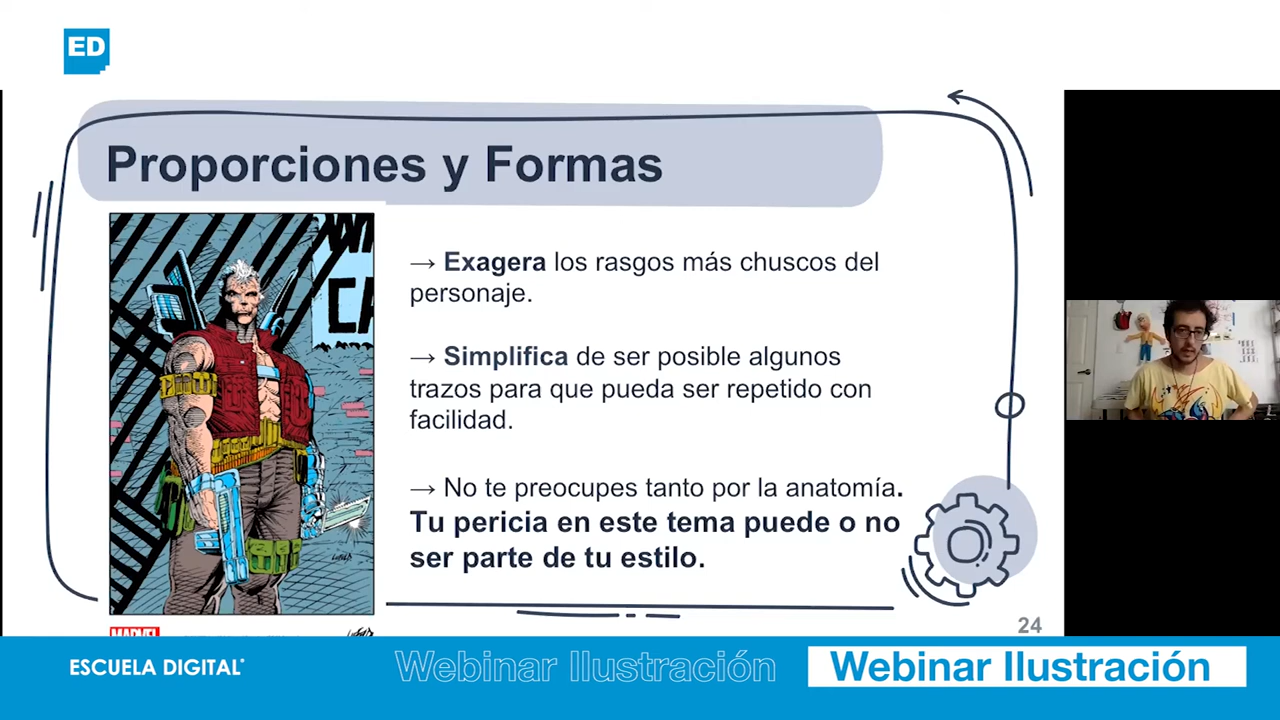 ED
Proporciones y Formas
→ Exagera los rasgos más chuscos del
personaje.
→ Simplifica de ser posible algunos
trazos para que pueda ser repetido con
facilidad.
→ No te preocupes tanto por la anatomía.
Tu pericia en este tema puede o no
ser parte de tu estilo.
CA
MARVEL
24
ESCUELA DIGITAL
Webinar Ilustración
Webinar Ilustración